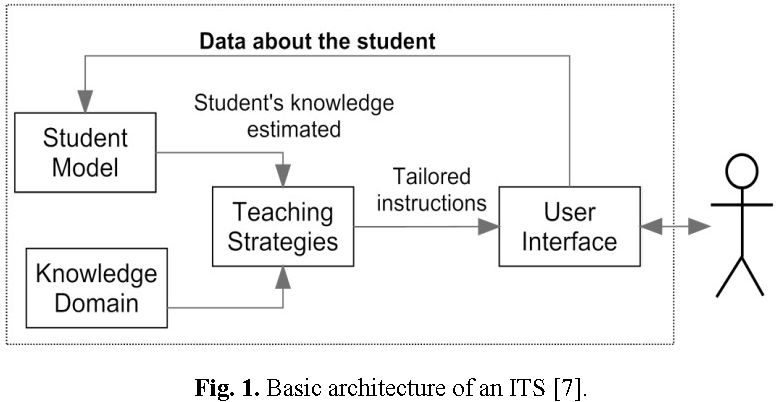 Data about the student
Student's knowledge
estimated
Student
Model
Tailored
instructions
Teaching
Strategies
User
Interface
Knowledge
Domain
Fig. 1. Basic architecture of an ITS [7].